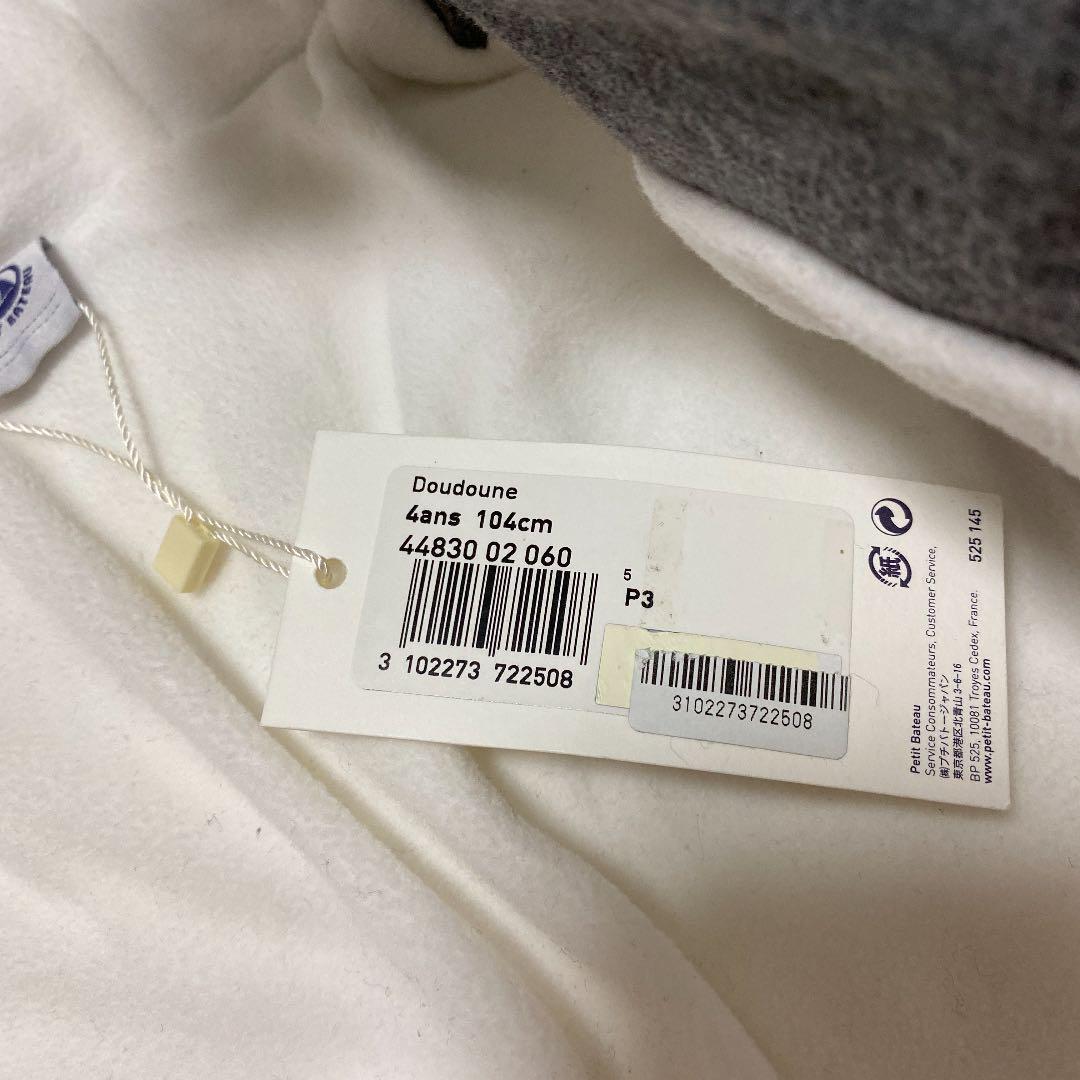 BATEAU
Doudoune
4ans 104cm
44830 02 060
3 102273 722508
5
P3
3102273722508
紙
525 145
Petit Bateau
Service Consommateurs, Customer Service,
㈱プチバトージャパン
東京都港区北青山 3-6-16
BP 525, 10081 Troyes Cedex, France.
www.petit-bateau.com